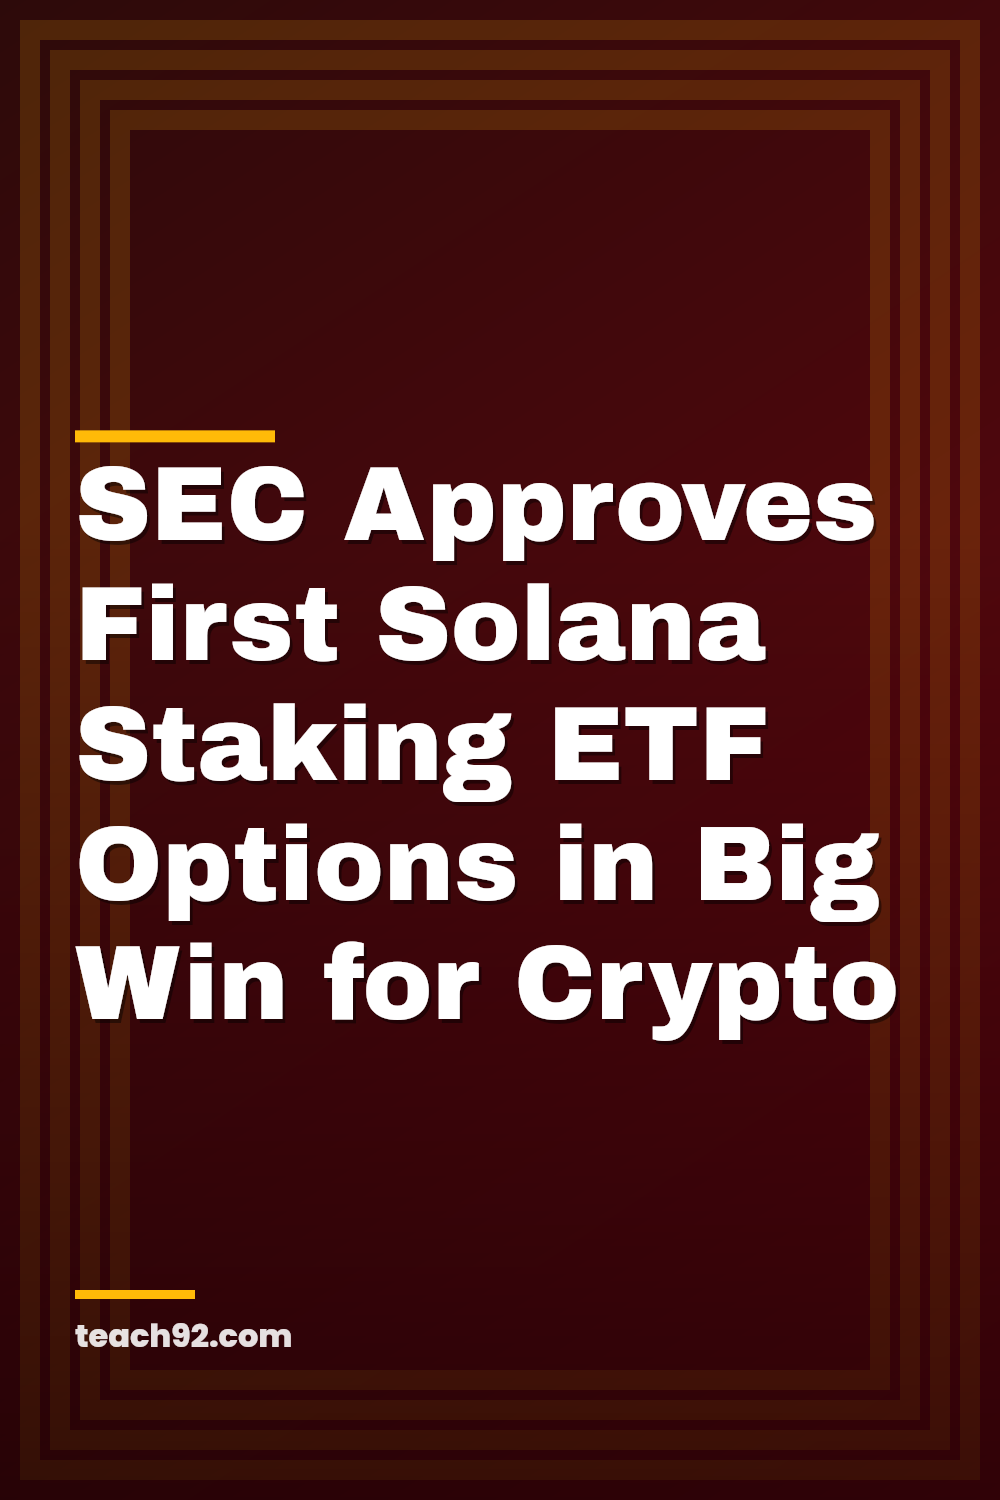 SEC Approves
First Solana
Staking ETF
Options in Big
Win for Crypto
teach92.com